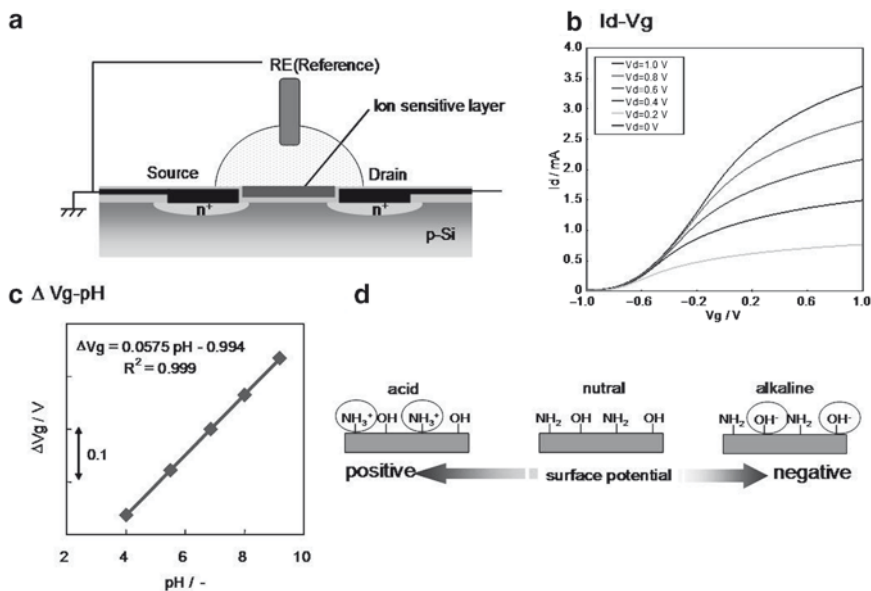 a
RE(Reference)
Ion sensitive layer
Source
Drain
n+
n+
p-Si
b Id-Vg
4.0
3.5
3.0
2.5
2.0
1.5
1.0
0.5
0
Id / mA
Vd=1.0 V
Vd=0.8 V
Vd=0.6 V
Vd=0.4 V
Vd=0.2 V
Vd=0 V
−1.0 −0.6 −0.2 0.2 0.6 1.0
Vg / V
c Δ Vg-pH
ΔVg = 0.0575 pH - 0.994
R² = 0.999
ΔVg / V
0.1
2 4 6 8 10
pH / -
d
acid
NH₃⁺ OH NH₃⁺ OH
nutral
NH₂ OH NH₂ OH
alkaline
NH₂ OH⁻ NH₂ OH⁻
positive
surface potential
negative